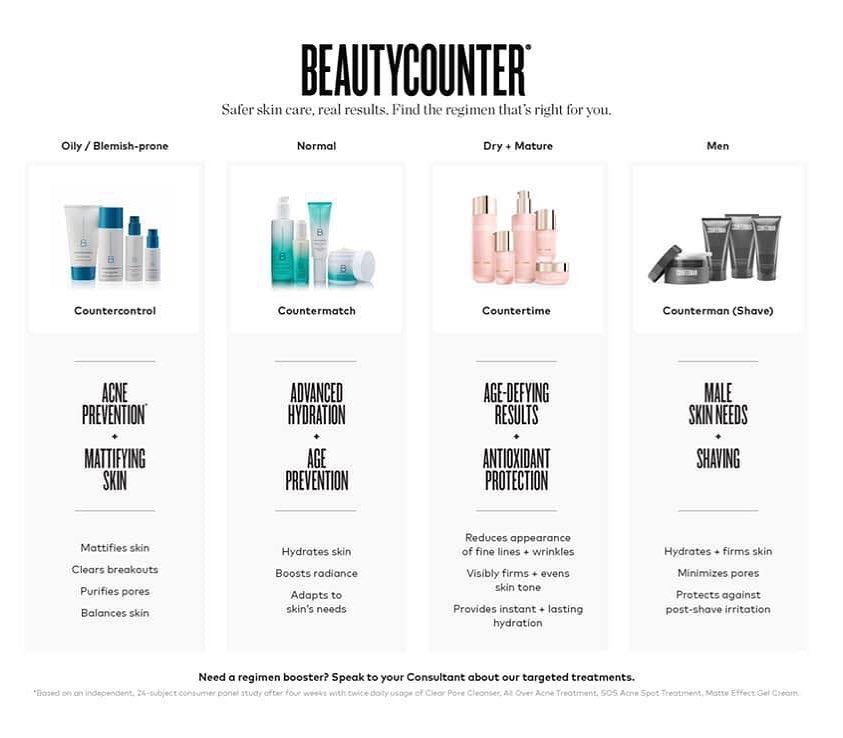 BEAUTYCOUNTER®
Safer skin care, real results. Find the regimen that's right for you.
Oily / Blemish-prone
Countercontrol
ACNE
PREVENTION*
+
MATTIFYING
SKIN
Mattifies skin
Clears breakouts
Purifies pores
Balances skin
Normal
Countermatch
ADVANCED
HYDRATION
+
AGE
PREVENTION
Hydrates skin
Boosts radiance
Adapts to
skin's needs
Dry + Mature
Countertime
AGE-DEFYING
RESULTS
+
ANTIOXIDANT
PROTECTION
Reduces appearance
of fine lines + wrinkles
Visibly firms + evens
skin tone
Provides instant + lasting
hydration
Men
COUNTERMAN
COUNTERMAN
COUNTERMAN
COUNTERMAN
Counterman (Shave)
MALE
SKIN NEEDS
+
SHAVING
Hydrates + firms skin
Minimizes pores
Protects against
post-shave irritation
Need a regimen booster? Speak to your Consultant about our targeted treatments.
*Based on an independent, 24-subject consumer panel study after four weeks with twice daily usage of Clear Pore Cleanser, All Over Acne Treatment, SOS Acne Spot Treatment, Matte Effect Gel Cream.